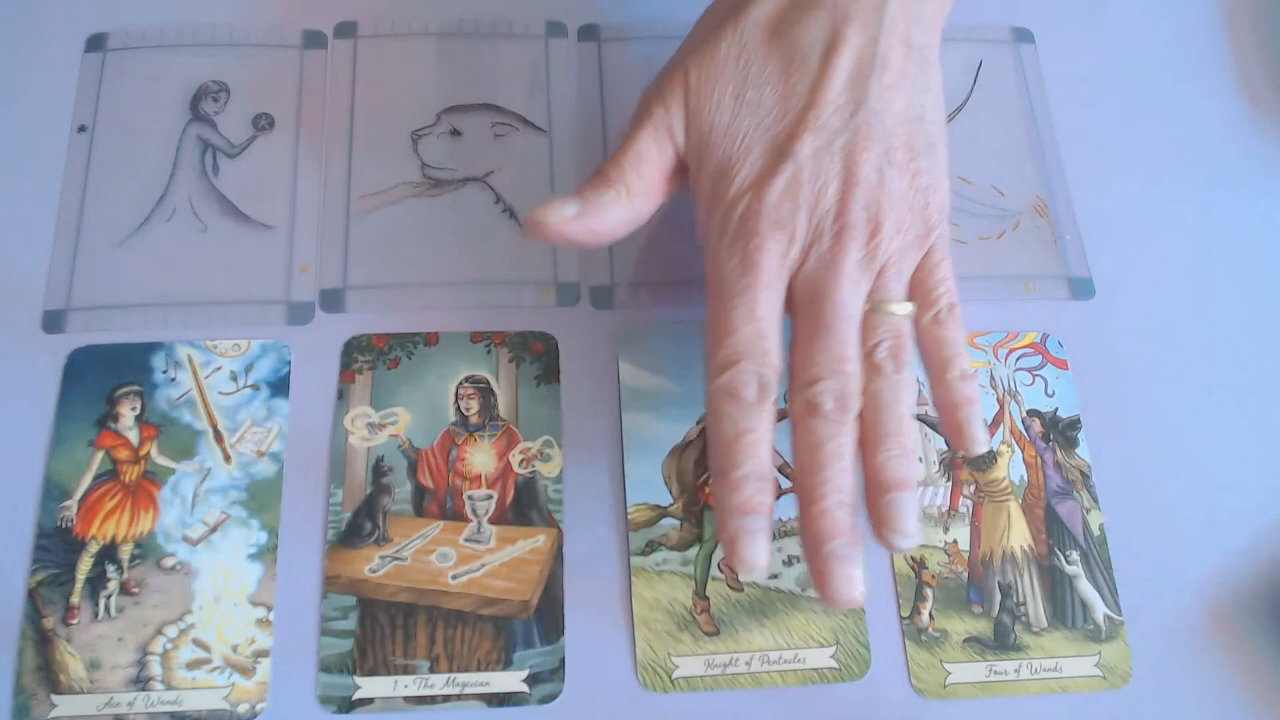 Ace of Wands
1 • The Magician
Knight of Pentacles
Four of Wands